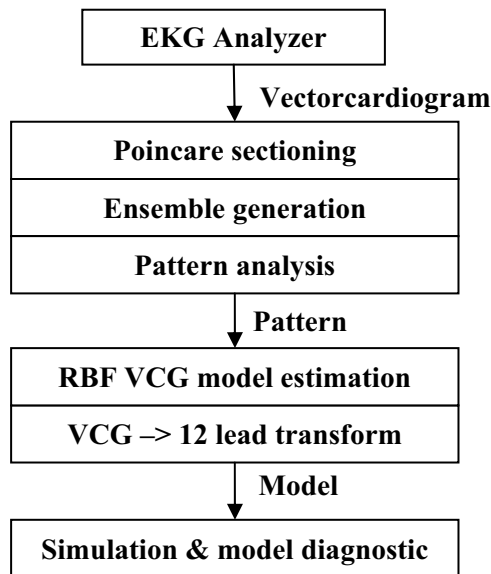 EKG Analyzer
Vectorcardiogram
Poincare sectioning
Ensemble generation
Pattern analysis
Pattern
RBF VCG model estimation
VCG –> 12 lead transform
Model
Simulation & model diagnostic